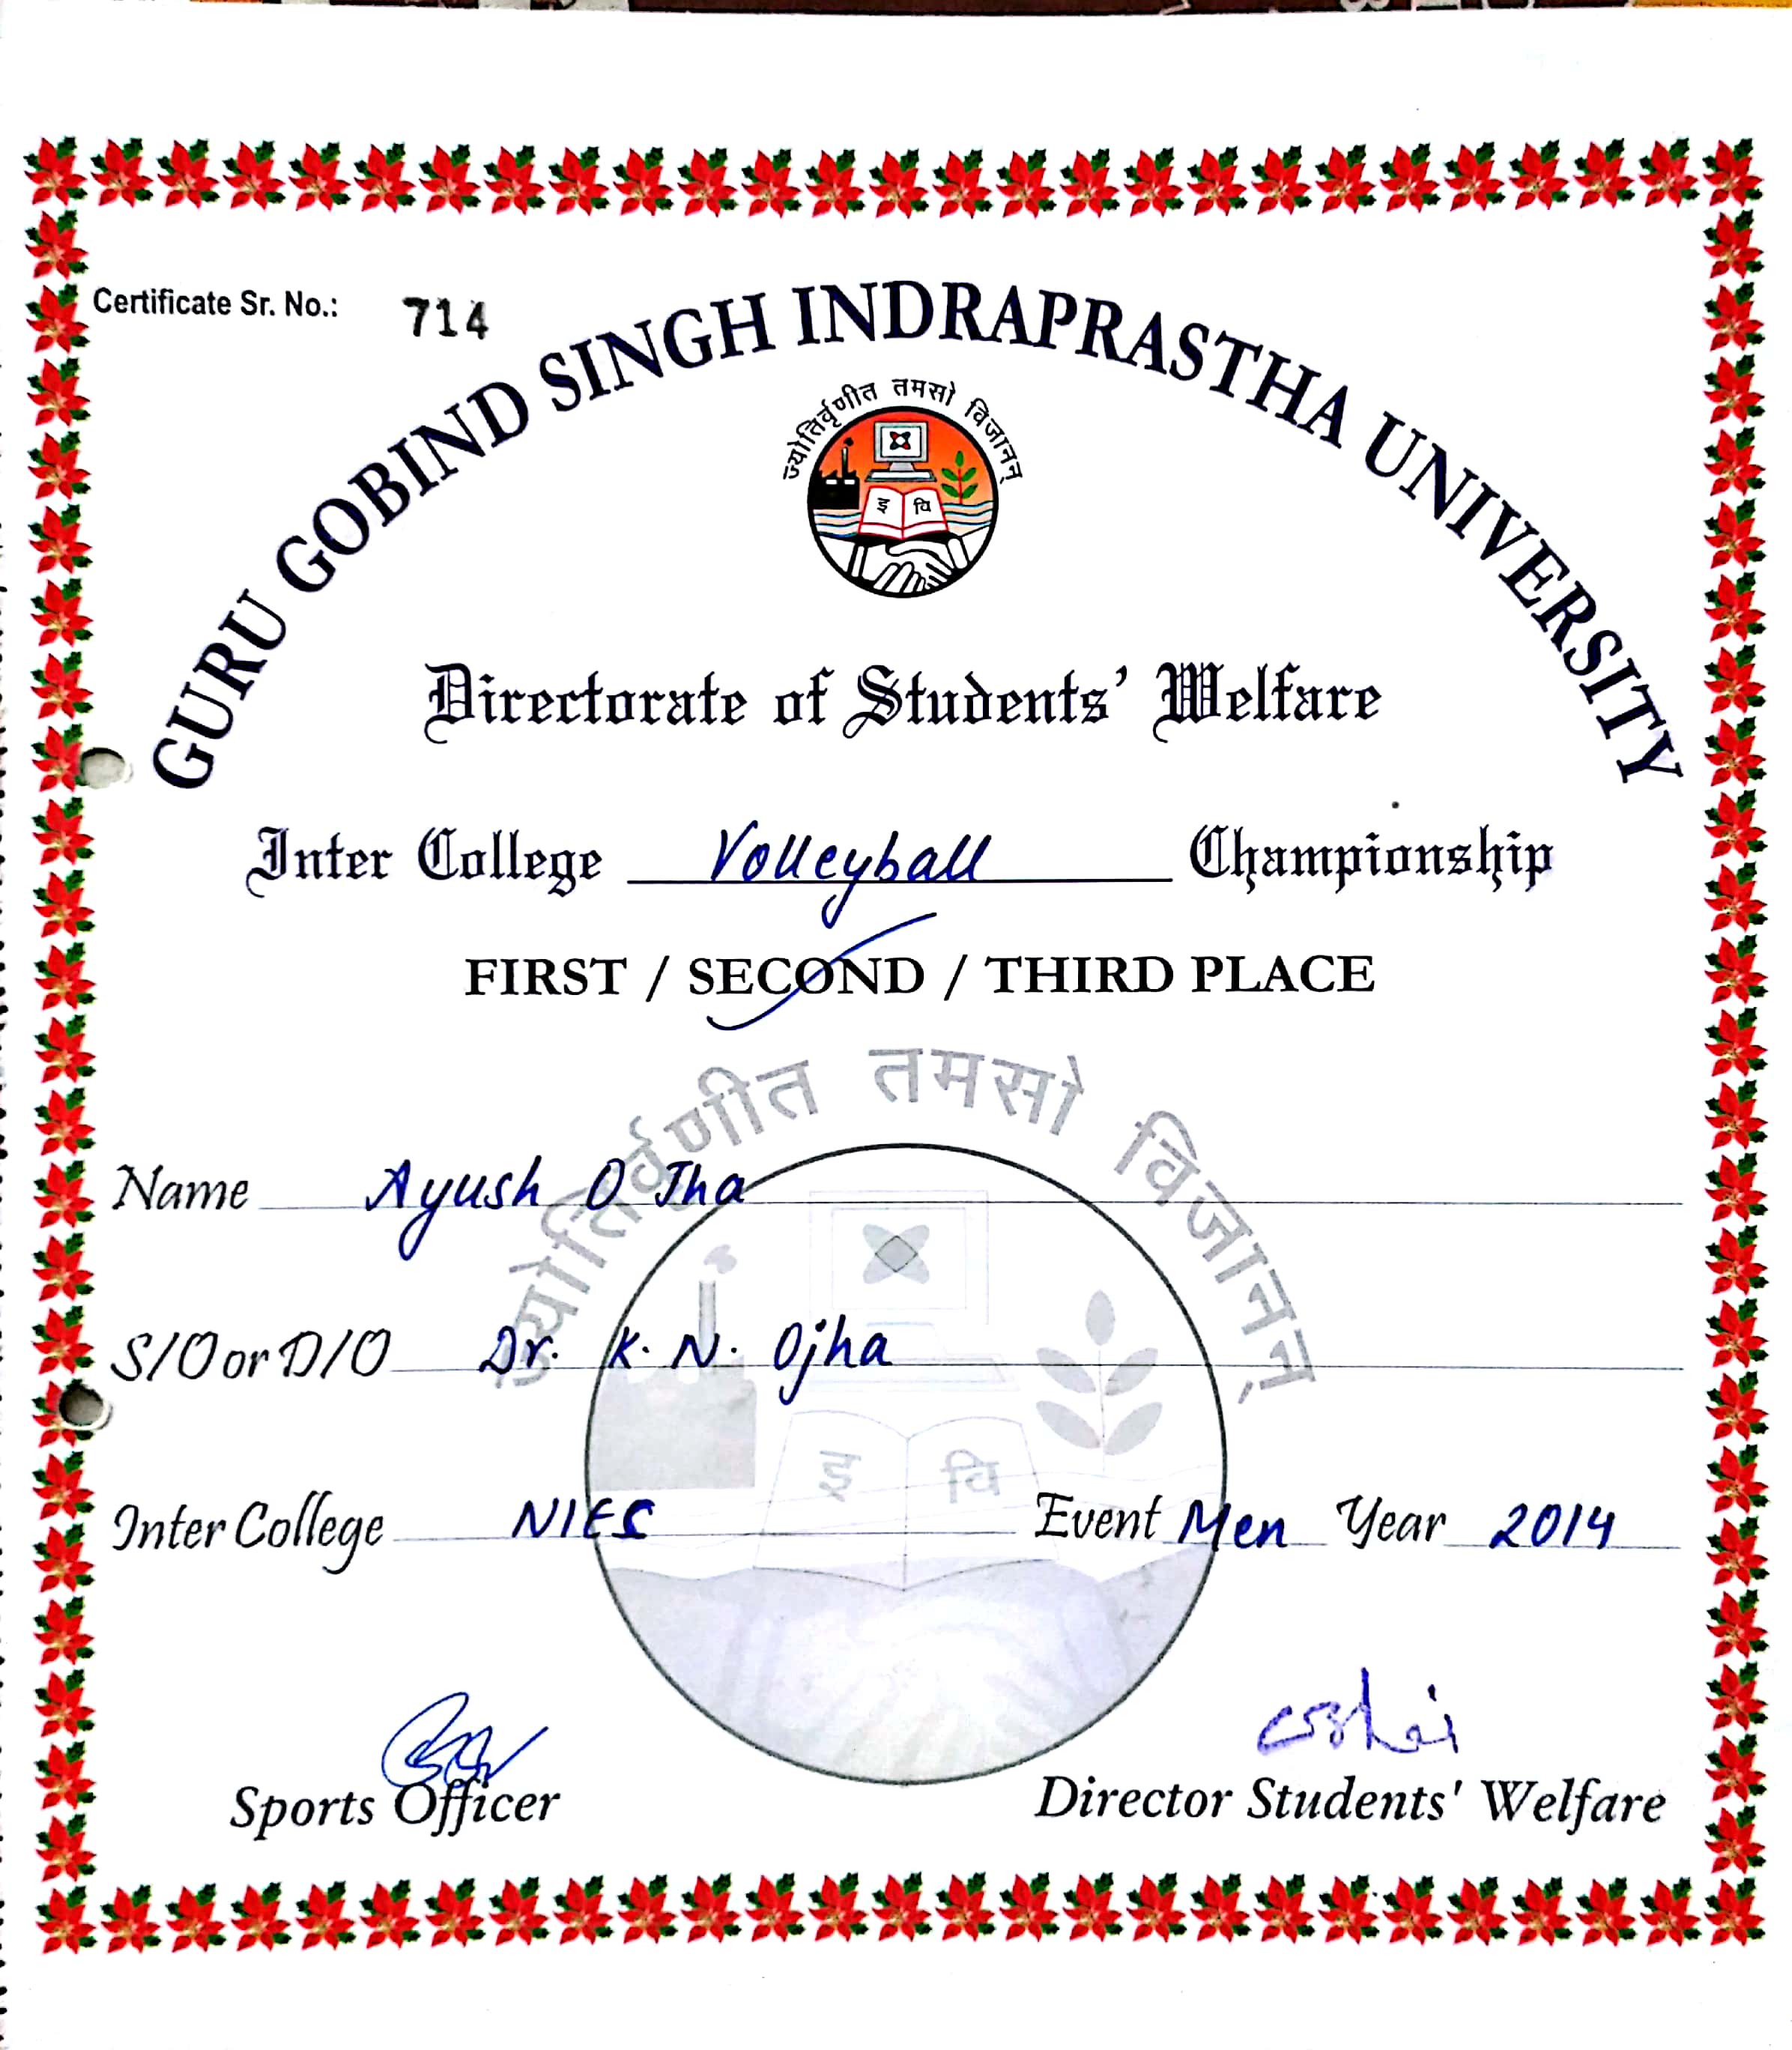 Certificate Sr. No.: 714
GURU GOBIND SINGH INDRAPRASTHA UNIVERSITY
ज्योतिर्वृणीत तमसो विजानन्
इ वि
Directorate of Students' Welfare
Inter College Volleyball Championship
FIRST / SECOND / THIRD PLACE
ज्योतिर्वृणीत तमसो विजानन्
Name Ayush O Jha
S/O or D/O Dr. K. N. Ojha
इ वि
Inter College NIEC Event Men Year 2014
Sports Officer Director Students' Welfare